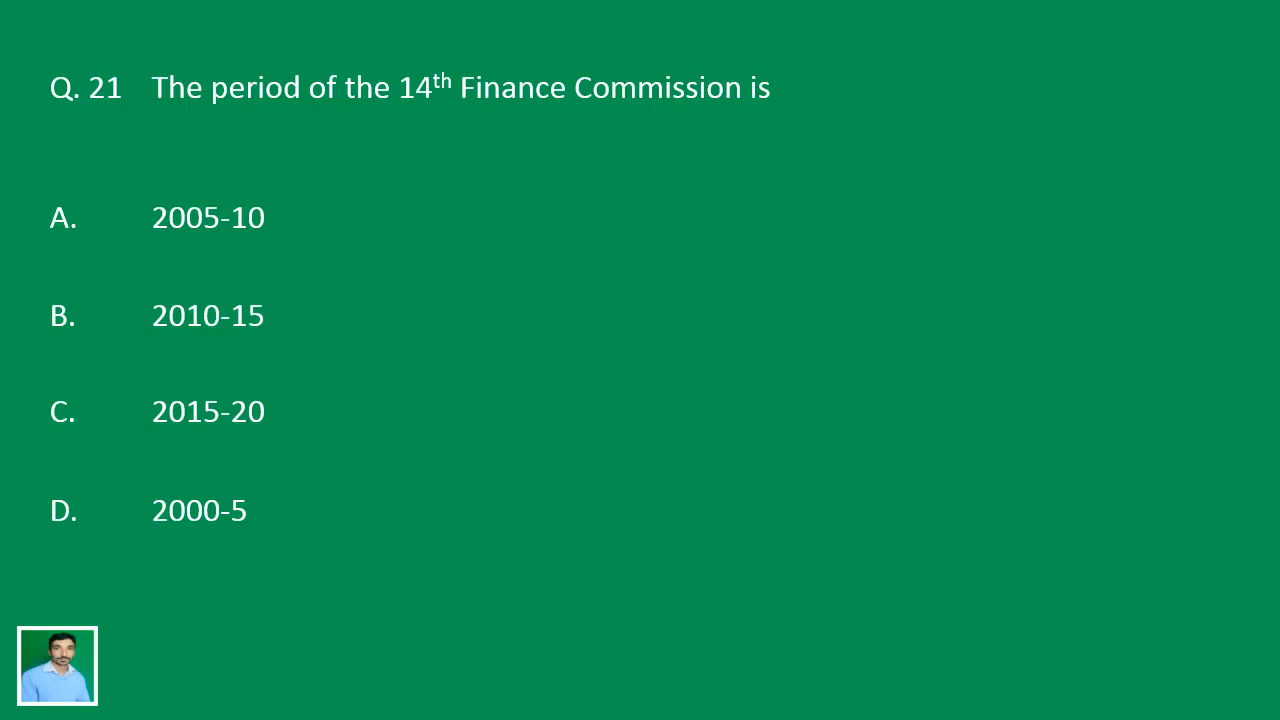 Q. 21 The period of the 14th Finance Commission is
A. 2005-10
B. 2010-15
C. 2015-20
D. 2000-5